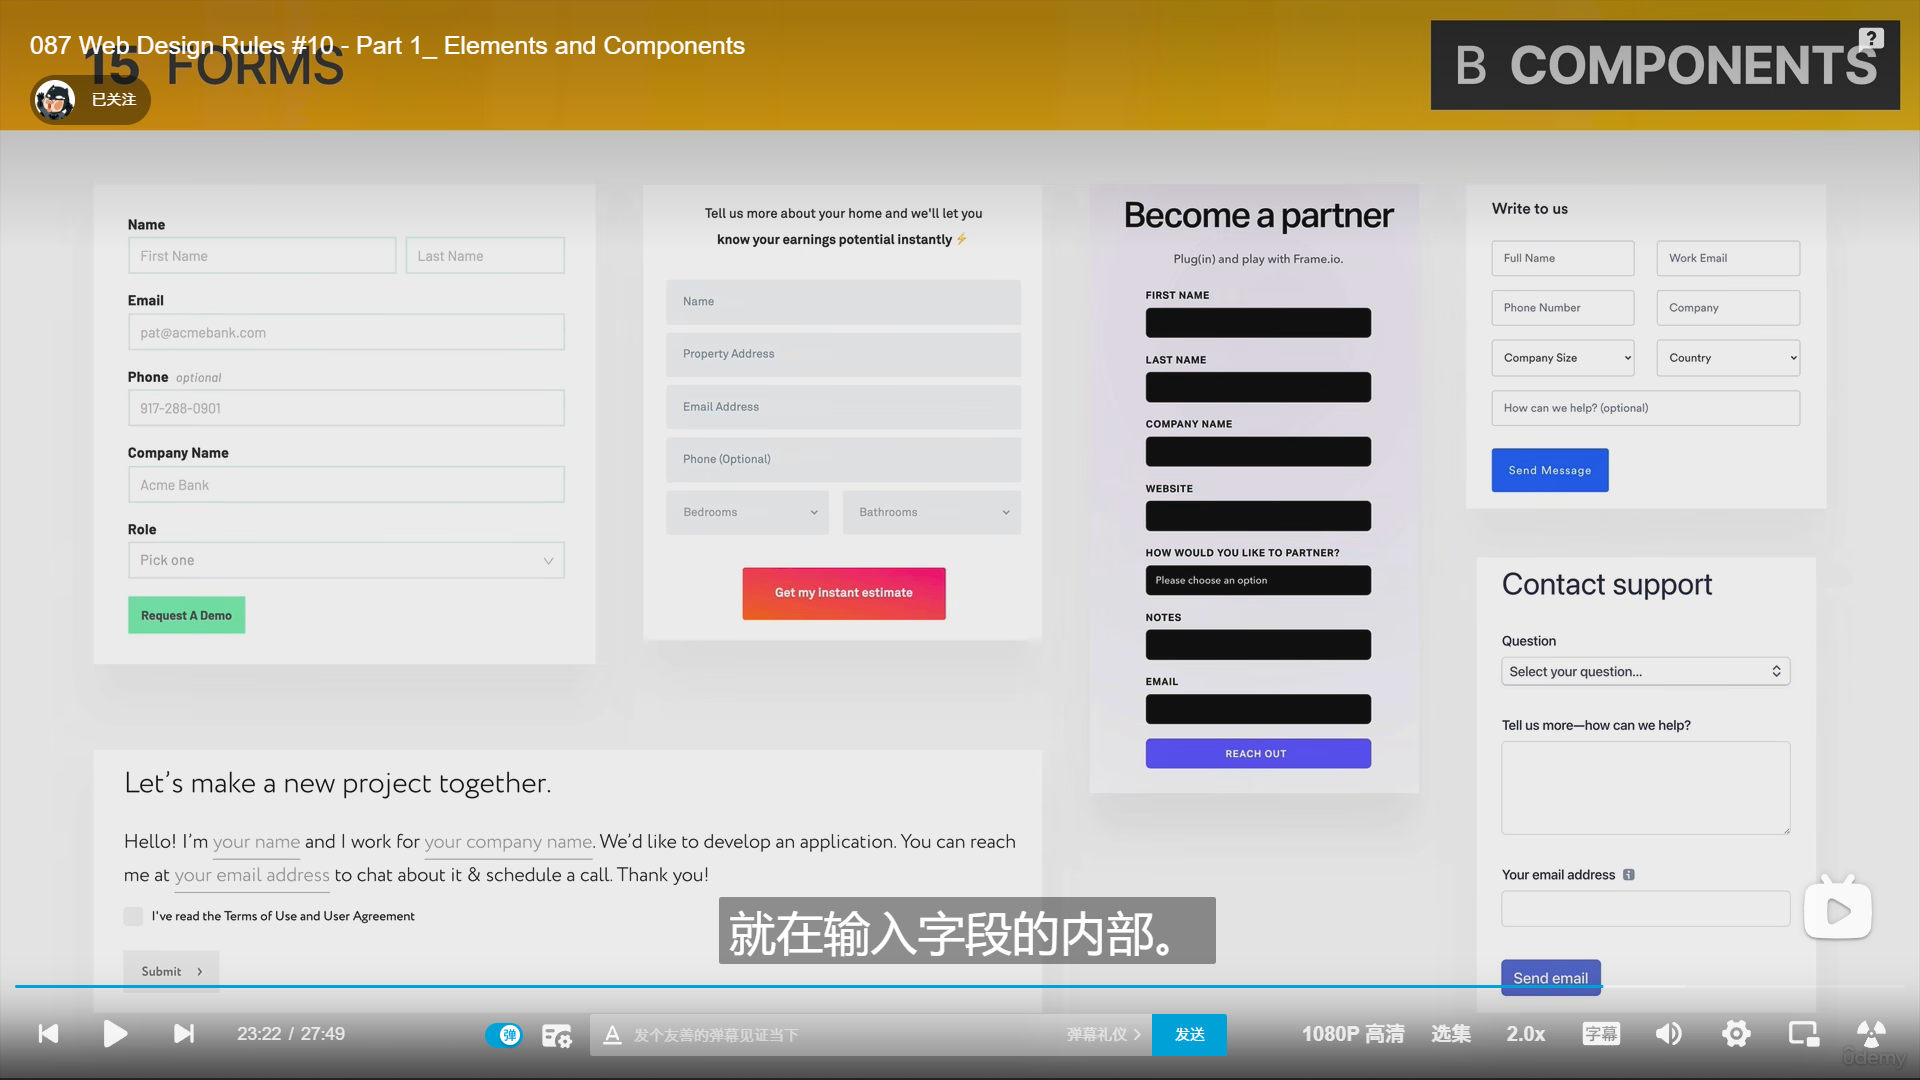 087 Web Design Rules #10 - Part 1_ Elements and Components
15 FORMS
B COMPONENTS
?
已关注
Name
First Name
Last Name
Email
pat@acmebank.com
Phone optional
917-288-0901
Company Name
Acme Bank
Role
Pick one
Request A Demo
Tell us more about your home and we'll let you
know your earnings potential instantly ⚡
Name
Property Address
Email Address
Phone (Optional)
Bedrooms
Bathrooms
Get my instant estimate
Become a partner
Plug(in) and play with Frame.io.
FIRST NAME
LAST NAME
COMPANY NAME
WEBSITE
HOW WOULD YOU LIKE TO PARTNER?
Please choose an option
NOTES
EMAIL
REACH OUT
Write to us
Full Name
Work Email
Phone Number
Company
Company Size
Country
How can we help? (optional)
Send Message
Contact support
Question
Select your question...
Tell us more—how can we help?
Your email address
Send email
Let's make a new project together.
Hello! I'm your name and I work for your company name. We'd like to develop an application. You can reach
me at your email address to chat about it & schedule a call. Thank you!
I've read the Terms of Use and User Agreement
Submit
就在输入字段的内部。
23:22 / 27:49
弹
A
发个友善的弹幕见证当下
弹幕礼仪
发送
1080P 高清
选集
2.0x
字幕
ûdemy